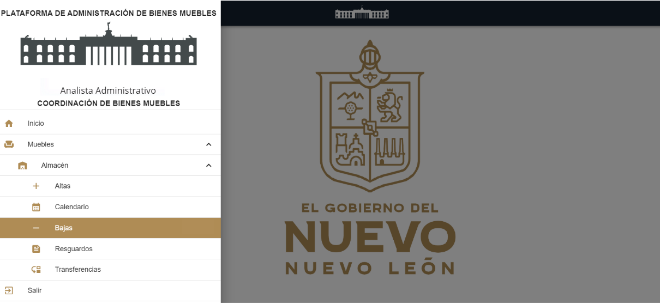 PLATAFORMA DE ADMINISTRACIÓN DE BIENES MUEBLES
Analista Administrativo
COORDINACIÓN DE BIENES MUEBLES
Inicio
Muebles
Almacén
Altas
Calendario
Bajas
Resguardos
Transferencias
Salir
EL GOBIERNO DEL
NUEVO
NUEVO LEÓN